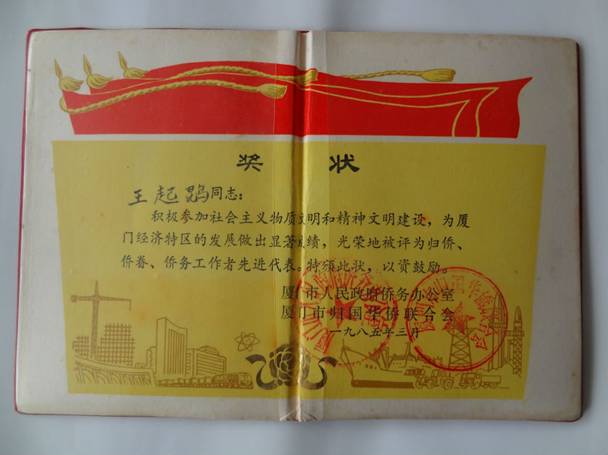 奖状
王起鹍同志：
积极参加社会主义物质文明和精神文明建设，为厦
门经济特区的发展做出显著成绩，光荣地被评为归侨、
侨眷、侨务工作者先进代表。特颁此状，以资鼓励。
厦门市人民政府侨务办公室
厦门市归国华侨联合会
一九八五年三月